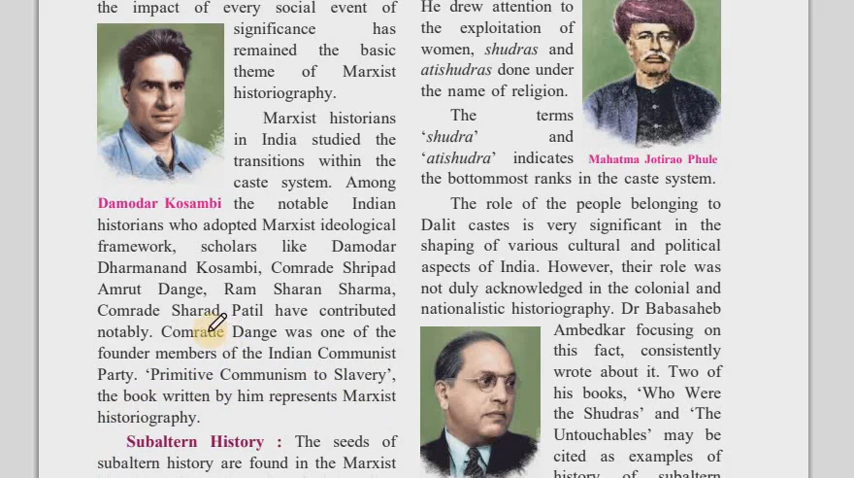 the impact of every social event of
significance has
remained the basic
theme of Marxist
historiography.
Marxist historians
in India studied the
transitions within the
caste system. Among
Damodar Kosambi
the notable Indian
historians who adopted Marxist ideological
framework, scholars like Damodar
Dharmanand Kosambi, Comrade Shripad
Amrut Dange, Ram Sharan Sharma,
Comrade Sharad Patil have contributed
notably. Comrade Dange was one of the
founder members of the Indian Communist
Party. ‘Primitive Communism to Slavery’,
the book written by him represents Marxist
historiography.
Subaltern History : The seeds of
subaltern history are found in the Marxist
He drew attention to
the exploitation of
women, shudras and
atishudras done under
the name of religion.
The terms
‘shudra’ and
‘atishudra’ indicates
Mahatma Jotirao Phule
the bottommost ranks in the caste system.
The role of the people belonging to
Dalit castes is very significant in the
shaping of various cultural and political
aspects of India. However, their role was
not duly acknowledged in the colonial and
nationalistic historiography. Dr Babasaheb
Ambedkar focusing on
this fact, consistently
wrote about it. Two of
his books, ‘Who Were
the Shudras’ and ‘The
Untouchables’ may be
cited as examples of
history of subaltern